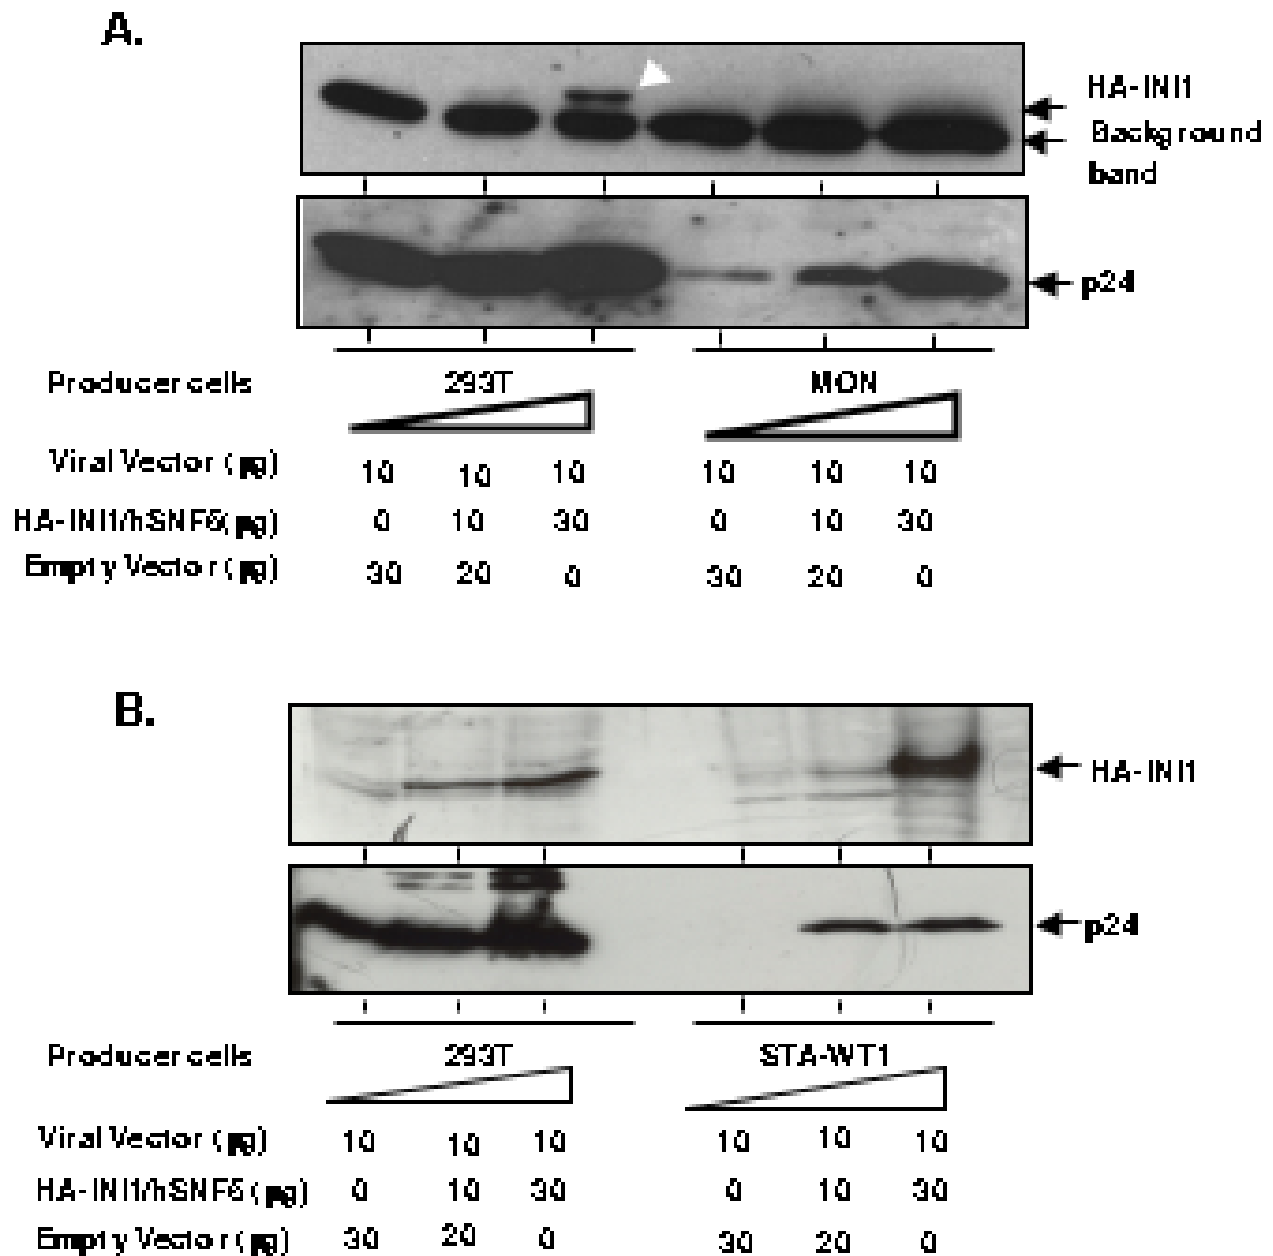 A.
HA-INI1
Background
band
p24
Producer cells 293T MON
Viral Vector (µg) 10 10 10 10 10 10
HA-INI1/hSNF5(µg) 0 10 30 0 10 30
Empty Vector (µg) 30 20 0 30 20 0
B.
HA-INI1
p24
Producer cells 293T STA-WT1
Viral Vector (µg) 10 10 10 10 10 10
HA-INI1/hSNF5 (µg) 0 10 30 0 10 30
Empty Vector (µg) 30 20 0 30 20 0